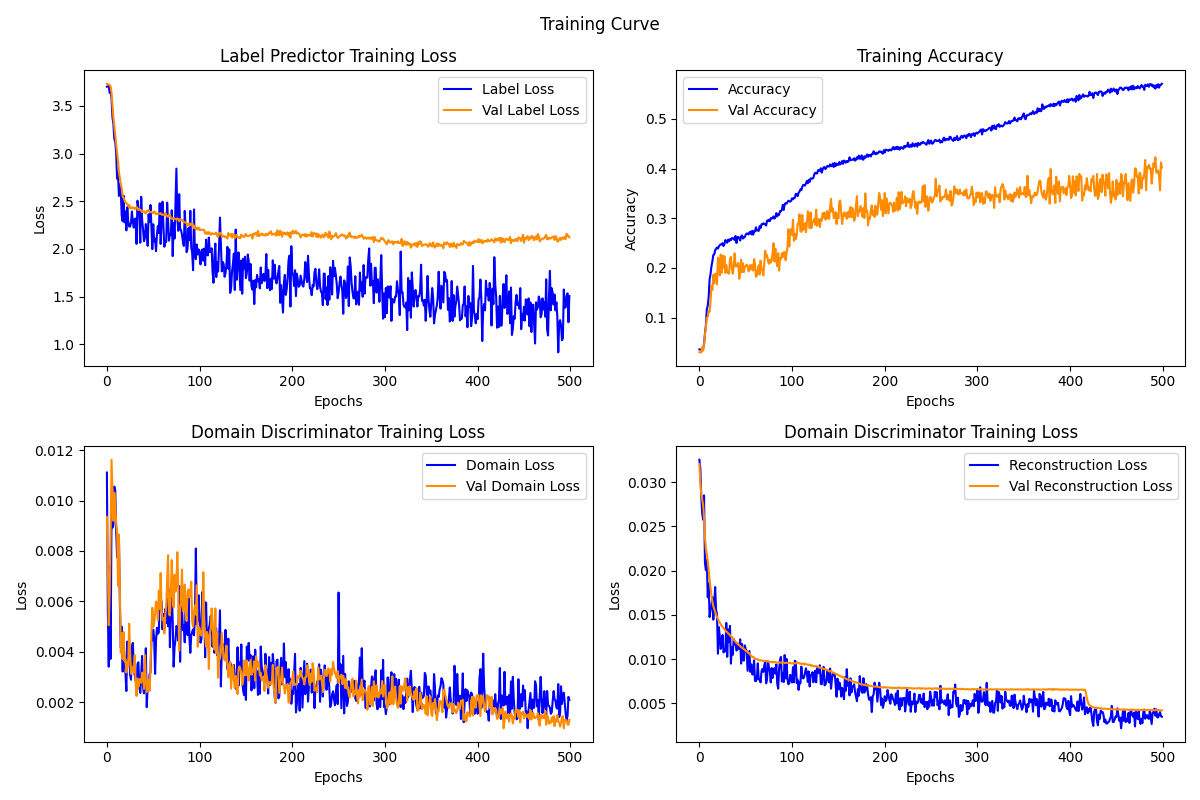 Training Curve
Label Predictor Training Loss
Loss
3.5
3.0
2.5
2.0
1.5
1.0
0 100 200 300 400 500
Epochs
Label Loss
Val Label Loss
Training Accuracy
Accuracy
0.5
0.4
0.3
0.2
0.1
0 100 200 300 400 500
Epochs
Accuracy
Val Accuracy
Domain Discriminator Training Loss
Loss
0.012
0.010
0.008
0.006
0.004
0.002
0 100 200 300 400 500
Epochs
Domain Loss
Val Domain Loss
Domain Discriminator Training Loss
Loss
0.030
0.025
0.020
0.015
0.010
0.005
0 100 200 300 400 500
Epochs
Reconstruction Loss
Val Reconstruction Loss